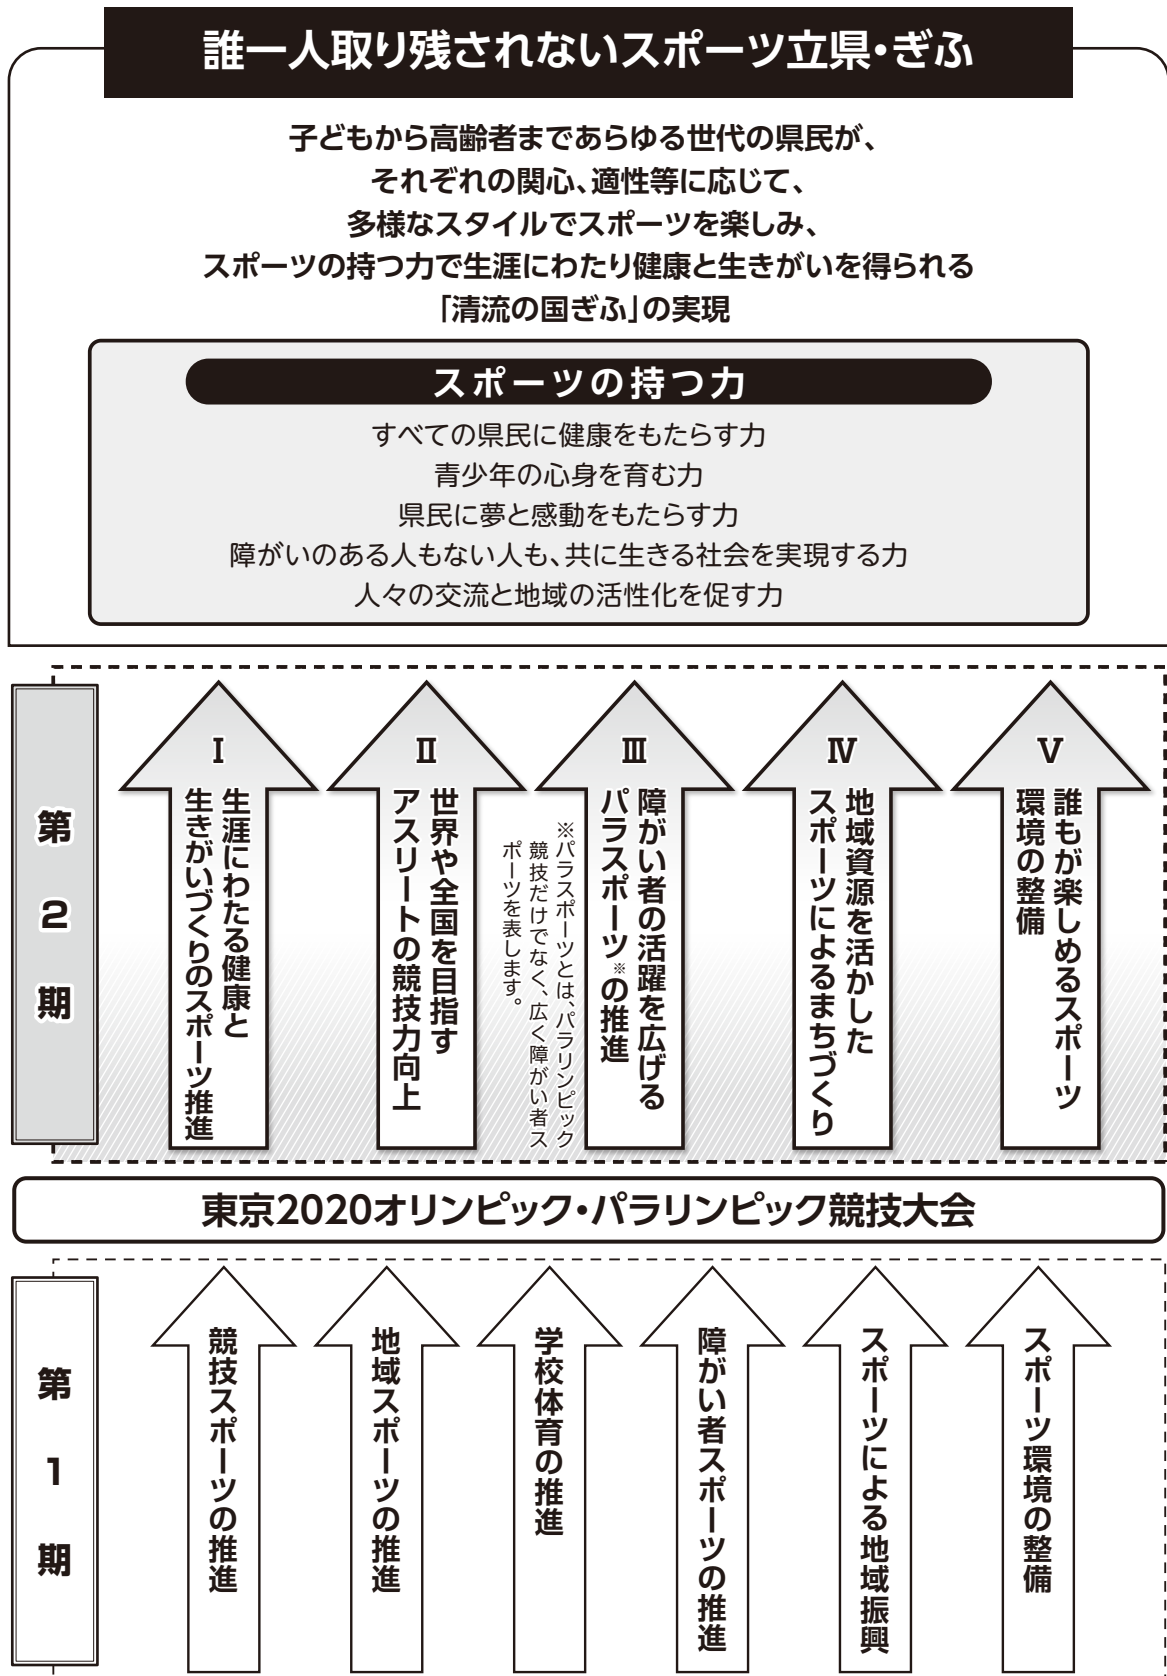 誰一人取り残されないスポーツ立県・ぎふ
子どもから高齢者まであらゆる世代の県民が、
それぞれの関心、適性等に応じて、
多様なスタイルでスポーツを楽しみ、
スポーツの持つ力で生涯にわたり健康と生きがいを得られる
「清流の国ぎふ」の実現
スポーツの持つ力
すべての県民に健康をもたらす力
青少年の心身を育む力
県民に夢と感動をもたらす力
障がいのある人もない人も、共に生きる社会を実現する力
人々の交流と地域の活性化を促す力
第2期
Ⅰ
生涯にわたる健康と
生きがいづくりのスポーツ推進
Ⅱ
世界や全国を目指す
アスリートの競技力向上
Ⅲ
障がい者の活躍を広げる
パラスポーツ※の推進
※パラスポーツとは、パラリンピック
競技だけでなく、広く障がい者ス
ポーツを表します。
Ⅳ
地域資源を活かした
スポーツによるまちづくり
Ⅴ
誰もが楽しめるスポーツ
環境の整備
東京2020オリンピック・パラリンピック競技大会
第1期
競技スポーツの推進
地域スポーツの推進
学校体育の推進
障がい者スポーツの推進
スポーツによる地域振興
スポーツ環境の整備